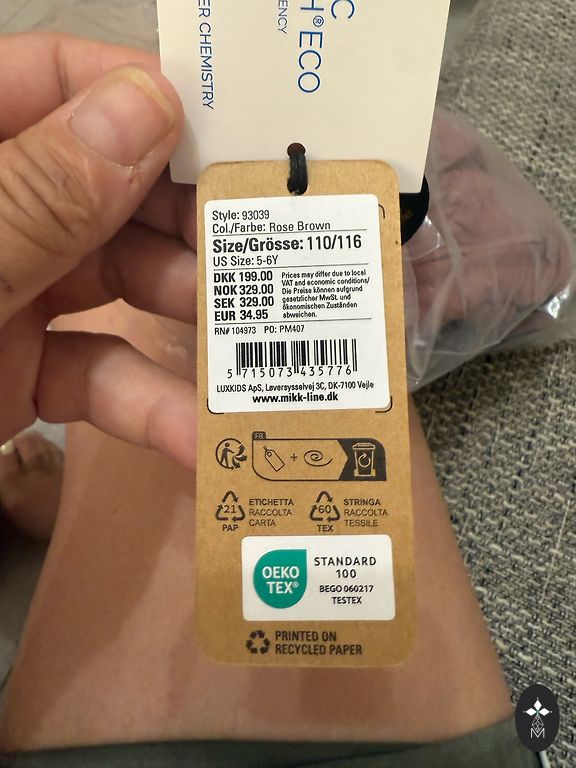 C
H®ECO
ENCY
ER CHEMISTRY
Style: 93039
Col./Farbe: Rose Brown
Size/Grösse: 110/116
US Size: 5-6Y
DKK 199.00
NOK 329.00
SEK 329.00
EUR 34.95
Prices may differ due to local
VAT and economic conditions/
Die Preise können aufgrund
gesetzlicher MwSt. und
ökonomischen Zuständen
abweichen.
RN# 104973 PO: PM407
5 715073 435776
LUXKIDS ApS, Løversysselvej 3C, DK-7100 Vejle
www.mikk-line.dk
FR
+
21
PAP
ETICHETTA
RACCOLTA
CARTA
60
TEX
STRINGA
RACCOLTA
TESSILE
OEKO
TEX®
STANDARD
100
BEGO 060217
TESTEX
PRINTED ON
RECYCLED PAPER
M